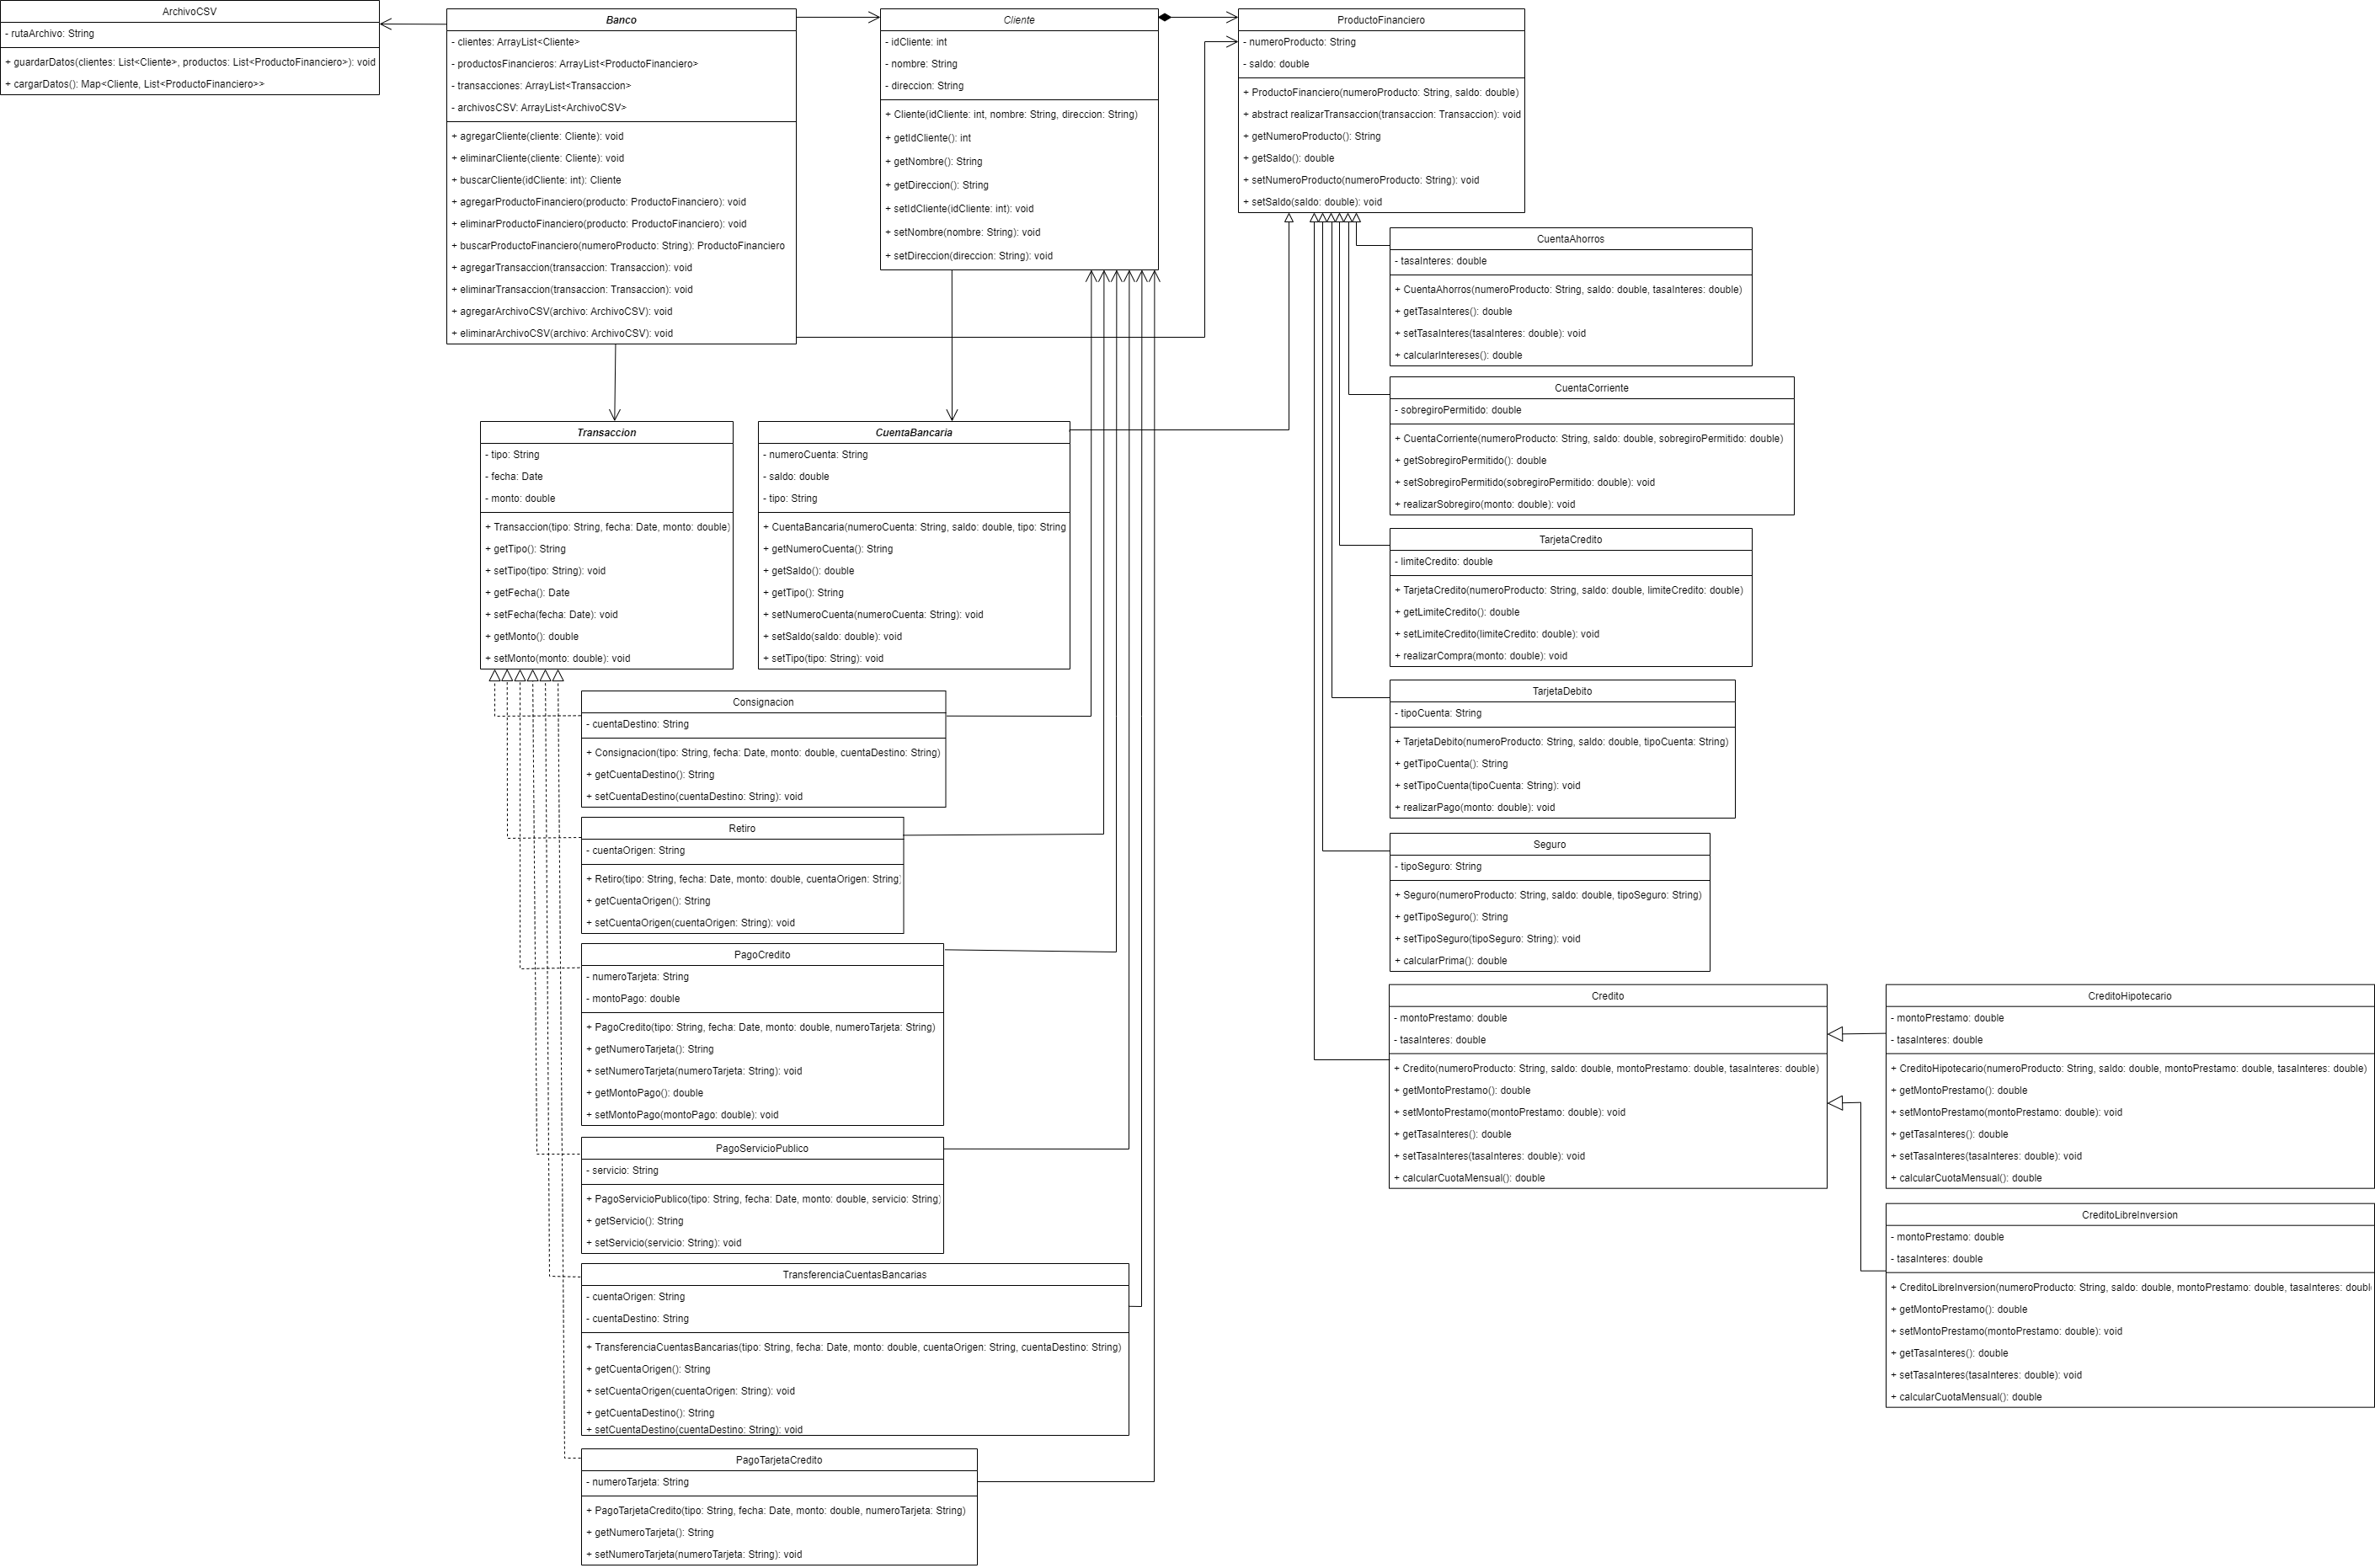 ArchivoCSV
- rutaArchivo: String
+ guardarDatos(clientes: List<Cliente>, productos: List<ProductoFinanciero>): void
+ cargarDatos(): Map<Cliente, List<ProductoFinanciero>>
Banco
- clientes: ArrayList<Cliente>
- productosFinancieros: ArrayList<ProductoFinanciero>
- transacciones: ArrayList<Transaccion>
- archivosCSV: ArrayList<ArchivoCSV>
+ agregarCliente(cliente: Cliente): void
+ eliminarCliente(cliente: Cliente): void
+ buscarCliente(idCliente: int): Cliente
+ agregarProductoFinanciero(producto: ProductoFinanciero): void
+ eliminarProductoFinanciero(producto: ProductoFinanciero): void
+ buscarProductoFinanciero(numeroProducto: String): ProductoFinanciero
+ agregarTransaccion(transaccion: Transaccion): void
+ eliminarTransaccion(transaccion: Transaccion): void
+ agregarArchivoCSV(archivo: ArchivoCSV): void
+ eliminarArchivoCSV(archivo: ArchivoCSV): void
Cliente
- idCliente: int
- nombre: String
- direccion: String
+ Cliente(idCliente: int, nombre: String, direccion: String)
+ getIdCliente(): int
+ getNombre(): String
+ getDireccion(): String
+ setIdCliente(idCliente: int): void
+ setNombre(nombre: String): void
+ setDireccion(direccion: String): void
ProductoFinanciero
- numeroProducto: String
- saldo: double
+ ProductoFinanciero(numeroProducto: String, saldo: double)
+ abstract realizarTransaccion(transaccion: Transaccion): void
+ getNumeroProducto(): String
+ getSaldo(): double
+ setNumeroProducto(numeroProducto: String): void
+ setSaldo(saldo: double): void
CuentaAhorros
- tasaInteres: double
+ CuentaAhorros(numeroProducto: String, saldo: double, tasaInteres: double)
+ getTasaInteres(): double
+ setTasaInteres(tasaInteres: double): void
+ calcularIntereses(): double
CuentaCorriente
- sobregiroPermitido: double
+ CuentaCorriente(numeroProducto: String, saldo: double, sobregiroPermitido: double)
+ getSobregiroPermitido(): double
+ setSobregiroPermitido(sobregiroPermitido: double): void
+ realizarSobregiro(monto: double): void
Transaccion
- tipo: String
- fecha: Date
- monto: double
+ Transaccion(tipo: String, fecha: Date, monto: double)
+ getTipo(): String
+ setTipo(tipo: String): void
+ getFecha(): Date
+ setFecha(fecha: Date): void
+ getMonto(): double
+ setMonto(monto: double): void
CuentaBancaria
- numeroCuenta: String
- saldo: double
- tipo: String
+ CuentaBancaria(numeroCuenta: String, saldo: double, tipo: String
+ getNumeroCuenta(): String
+ getSaldo(): double
+ getTipo(): String
+ setNumeroCuenta(numeroCuenta: String): void
+ setSaldo(saldo: double): void
+ setTipo(tipo: String): void
TarjetaCredito
- limiteCredito: double
+ TarjetaCredito(numeroProducto: String, saldo: double, limiteCredito: double)
+ getLimiteCredito(): double
+ setLimiteCredito(limiteCredito: double): void
+ realizarCompra(monto: double): void
TarjetaDebito
- tipoCuenta: String
+ TarjetaDebito(numeroProducto: String, saldo: double, tipoCuenta: String)
+ getTipoCuenta(): String
+ setTipoCuenta(tipoCuenta: String): void
+ realizarPago(monto: double): void
Consignacion
- cuentaDestino: String
+ Consignacion(tipo: String, fecha: Date, monto: double, cuentaDestino: String)
+ getCuentaDestino(): String
+ setCuentaDestino(cuentaDestino: String): void
Retiro
- cuentaOrigen: String
+ Retiro(tipo: String, fecha: Date, monto: double, cuentaOrigen: String)
+ getCuentaOrigen(): String
+ setCuentaOrigen(cuentaOrigen: String): void
Seguro
- tipoSeguro: String
+ Seguro(numeroProducto: String, saldo: double, tipoSeguro: String)
+ getTipoSeguro(): String
+ setTipoSeguro(tipoSeguro: String): void
+ calcularPrima(): double
PagoCredito
- numeroTarjeta: String
- montoPago: double
+ PagoCredito(tipo: String, fecha: Date, monto: double, numeroTarjeta: String)
+ getNumeroTarjeta(): String
+ setNumeroTarjeta(numeroTarjeta: String): void
+ getMontoPago(): double
+ setMontoPago(montoPago: double): void
Credito
- montoPrestamo: double
- tasaInteres: double
+ Credito(numeroProducto: String, saldo: double, montoPrestamo: double, tasaInteres: double)
+ getMontoPrestamo(): double
+ setMontoPrestamo(montoPrestamo: double): void
+ getTasaInteres(): double
+ setTasaInteres(tasaInteres: double): void
+ calcularCuotaMensual(): double
CreditoHipotecario
- montoPrestamo: double
- tasaInteres: double
+ CreditoHipotecario(numeroProducto: String, saldo: double, montoPrestamo: double, tasaInteres: double)
+ getMontoPrestamo(): double
+ setMontoPrestamo(montoPrestamo: double): void
+ getTasaInteres(): double
+ setTasaInteres(tasaInteres: double): void
+ calcularCuotaMensual(): double
PagoServicioPublico
- servicio: String
+ PagoServicioPublico(tipo: String, fecha: Date, monto: double, servicio: String)
+ getServicio(): String
+ setServicio(servicio: String): void
CreditoLibreInversion
- montoPrestamo: double
- tasaInteres: double
+ CreditoLibreInversion(numeroProducto: String, saldo: double, montoPrestamo: double, tasaInteres: doubl
+ getMontoPrestamo(): double
+ setMontoPrestamo(montoPrestamo: double): void
+ getTasaInteres(): double
+ setTasaInteres(tasaInteres: double): void
+ calcularCuotaMensual(): double
TransferenciaCuentasBancarias
- cuentaOrigen: String
- cuentaDestino: String
+ TransferenciaCuentasBancarias(tipo: String, fecha: Date, monto: double, cuentaOrigen: String, cuentaDestino: String)
+ getCuentaOrigen(): String
+ setCuentaOrigen(cuentaOrigen: String): void
+ getCuentaDestino(): String
+ setCuentaDestino(cuentaDestino: String): void
PagoTarjetaCredito
- numeroTarjeta: String
+ PagoTarjetaCredito(tipo: String, fecha: Date, monto: double, numeroTarjeta: String)
+ getNumeroTarjeta(): String
+ setNumeroTarjeta(numeroTarjeta: String): void